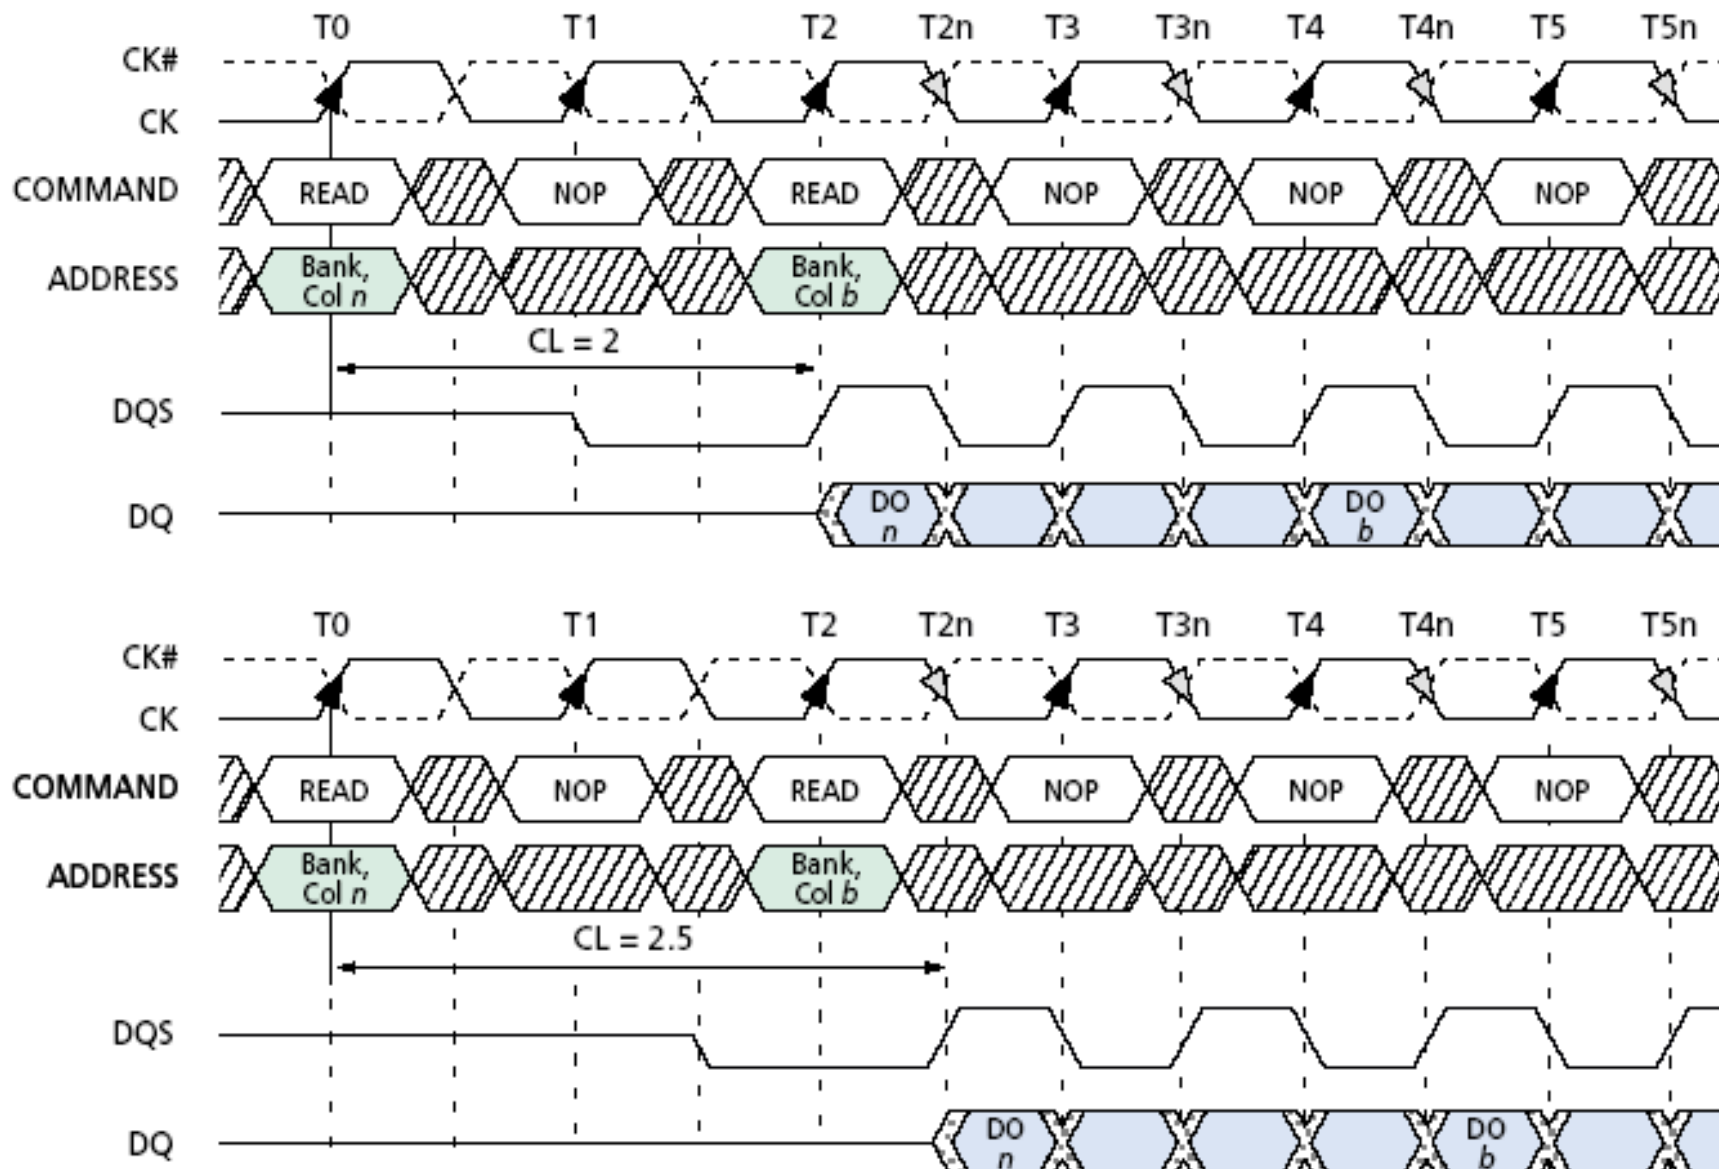 T0 T1 T2 T2n T3 T3n T4 T4n T5 T5n
CK#
CK
COMMAND READ NOP READ NOP NOP NOP
ADDRESS Bank, Col n Bank, Col b
CL = 2
DQS
DQ DO n DO b
T0 T1 T2 T2n T3 T3n T4 T4n T5 T5n
CK#
CK
COMMAND READ NOP READ NOP NOP NOP
ADDRESS Bank, Col n Bank, Col b
CL = 2.5
DQS
DQ DO n DO b